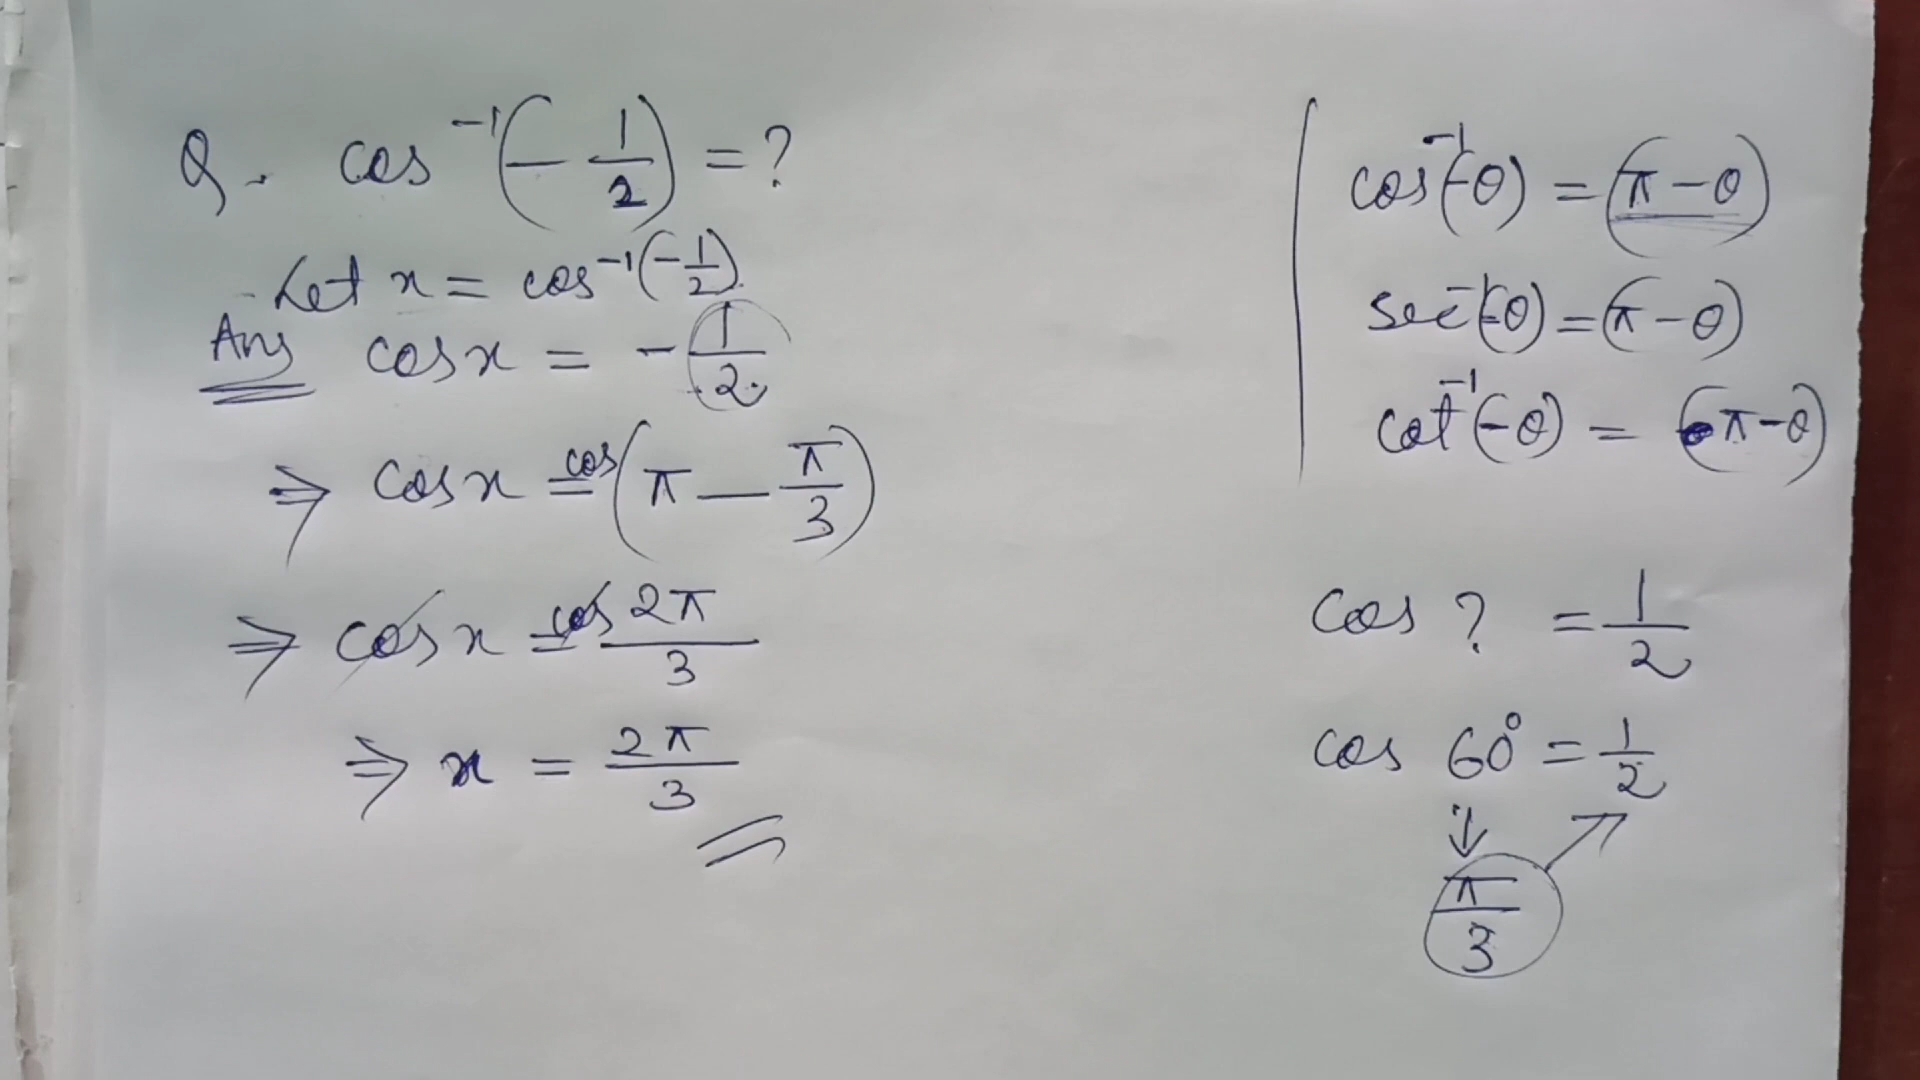 Q. cos⁻¹(-1/2) = ?
Let x = cos⁻¹(-1/2).
Ans cos x = -1/2
⇒ cos x = cos(π - π/3)
⇒ cos x = cos 2π/3
⇒ x = 2π/3
cos⁻¹(-θ) = (π-θ)
sec⁻¹(-θ) = (π-θ)
cot⁻¹(-θ) = (π-θ)
cos ? = 1/2
cos 60° = 1/2
↓
π/3